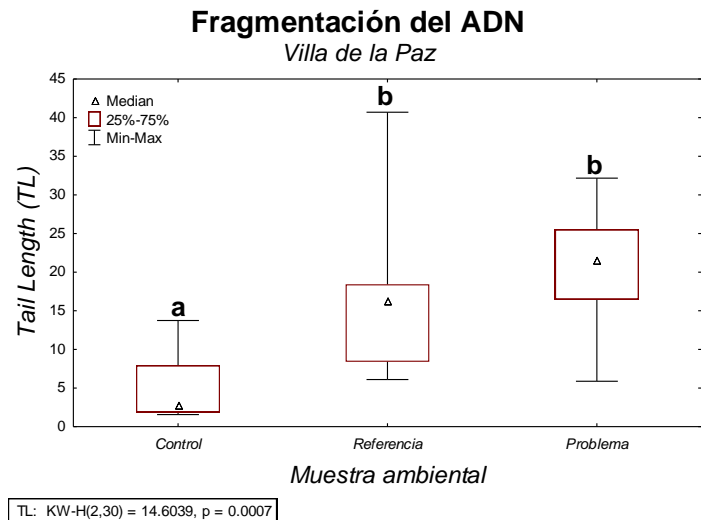 Fragmentación del ADN
Villa de la Paz
Tail Length (TL)
45
40
35
30
25
20
15
10
5
0
Median
25%-75%
Min-Max
a
b
b
Control
Referencia
Problema
Muestra ambiental
TL: KW-H(2,30) = 14.6039, p = 0.0007